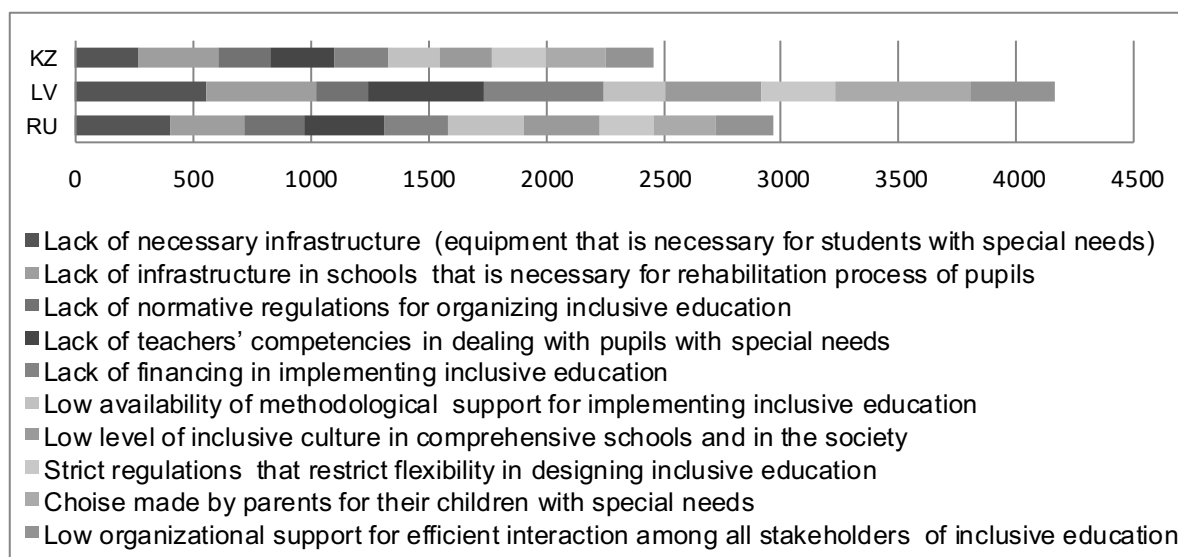 KZ
LV
RU
0 500 1000 1500 2000 2500 3000 3500 4000 4500
Lack of necessary infrastructure (equipment that is necessary for students with special needs)
Lack of infrastructure in schools that is necessary for rehabilitation process of pupils
Lack of normative regulations for organizing inclusive education
Lack of teachers’ competencies in dealing with pupils with special needs
Lack of financing in implementing inclusive education
Low availability of methodological support for implementing inclusive education
Low level of inclusive culture in comprehensive schools and in the society
Strict regulations that restrict flexibility in designing inclusive education
Choise made by parents for their children with special needs
Low organizational support for efficient interaction among all stakeholders of inclusive education